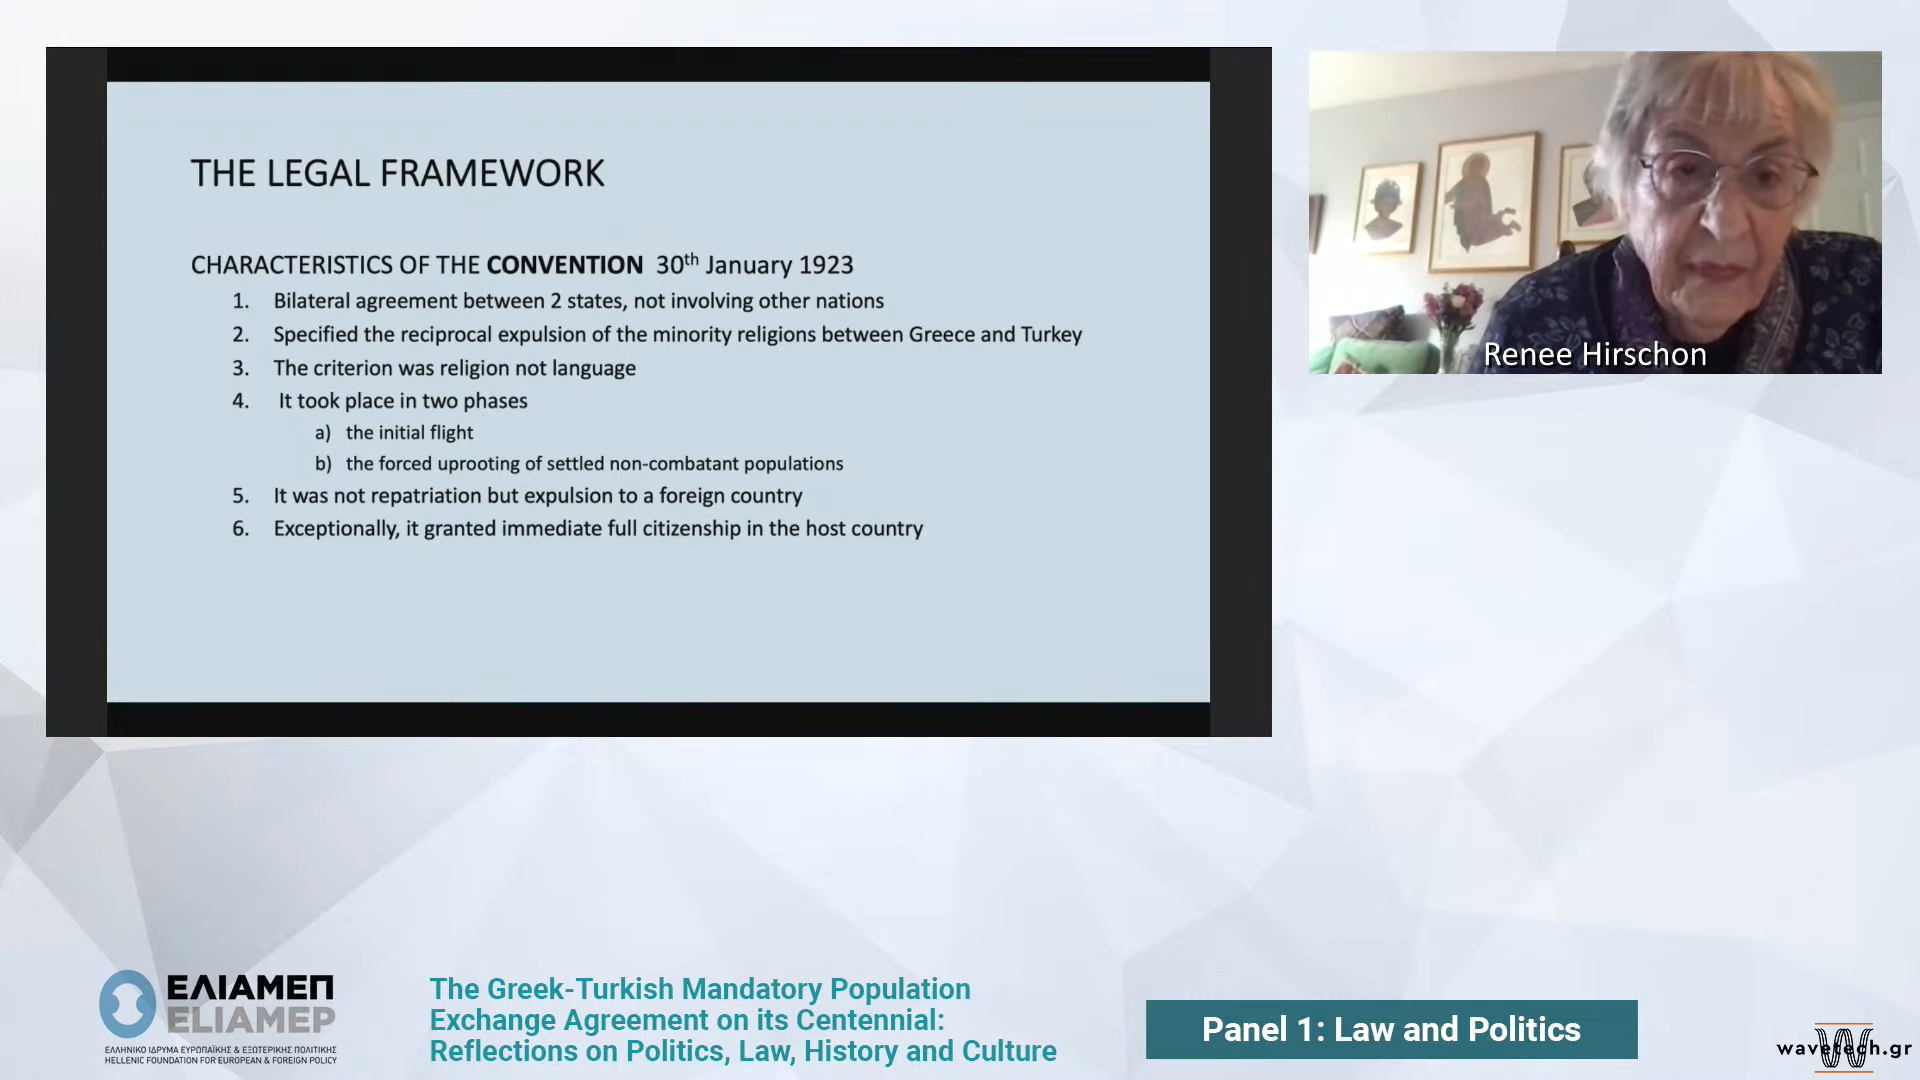 THE LEGAL FRAMEWORK
CHARACTERISTICS OF THE CONVENTION 30th January 1923
1. Bilateral agreement between 2 states, not involving other nations
2. Specified the reciprocal expulsion of the minority religions between Greece and Turkey
3. The criterion was religion not language
4. It took place in two phases
a) the initial flight
b) the forced uprooting of settled non-combatant populations
5. It was not repatriation but expulsion to a foreign country
6. Exceptionally, it granted immediate full citizenship in the host country
Renee Hirschon
ΕΛΙΑΜΕΠ
ELIAMEP
ΕΛΛΗΝΙΚΟ ΙΔΡΥΜΑ ΕΥΡΩΠΑΪΚΗΣ & ΕΞΩΤΕΡΙΚΗΣ ΠΟΛΙΤΙΚΗΣ
HELLENIC FOUNDATION FOR EUROPEAN & FOREIGN POLICY
The Greek-Turkish Mandatory Population
Exchange Agreement on its Centennial:
Reflections on Politics, Law, History and Culture
Panel 1: Law and Politics
wavetech.gr